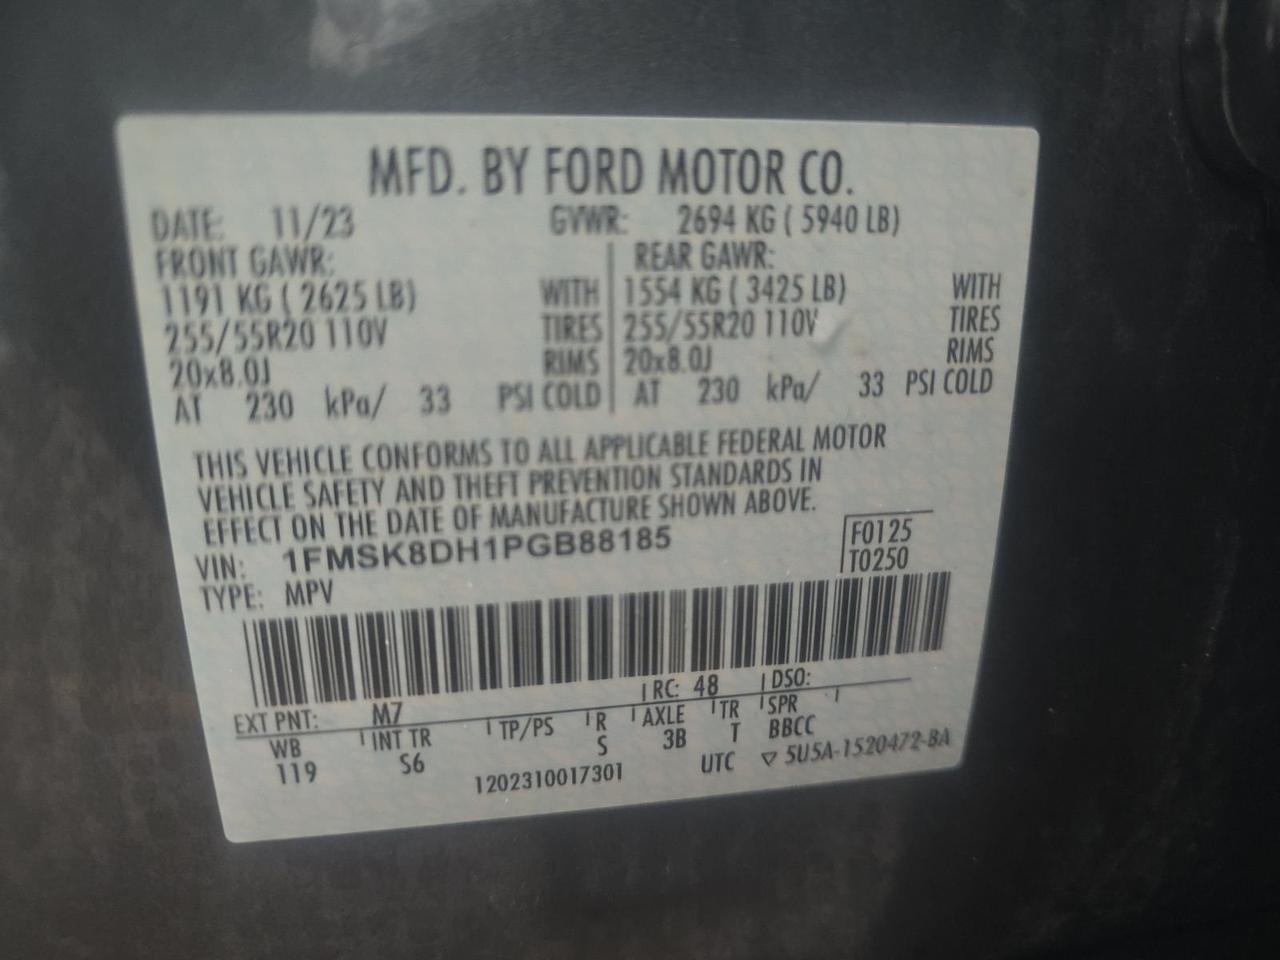 MFD. BY FORD MOTOR CO.
DATE: 11/23 GVWR: 2694 KG ( 5940 LB)
FRONT GAWR: REAR GAWR:
1191 KG ( 2625 LB) WITH 1554 KG ( 3425 LB) WITH
255/55R20 110V TIRES 255/55R20 110V TIRES
20x8.0J RIMS 20x8.0J RIMS
AT 230 kPa/ 33 PSI COLD AT 230 kPa/ 33 PSI COLD
THIS VEHICLE CONFORMS TO ALL APPLICABLE FEDERAL MOTOR
VEHICLE SAFETY AND THEFT PREVENTION STANDARDS IN
EFFECT ON THE DATE OF MANUFACTURE SHOWN ABOVE.
VIN: 1FMSK8DH1PGB88185 F0125
TYPE: MPV T0250
EXT PNT: M7 RC: 48 DSO:
WB INT TR TP/PS R AXLE TR SPR
119 S6 S 3B T BBCC
1202310017301 UTC ▽ 5U5A-1520472-BA